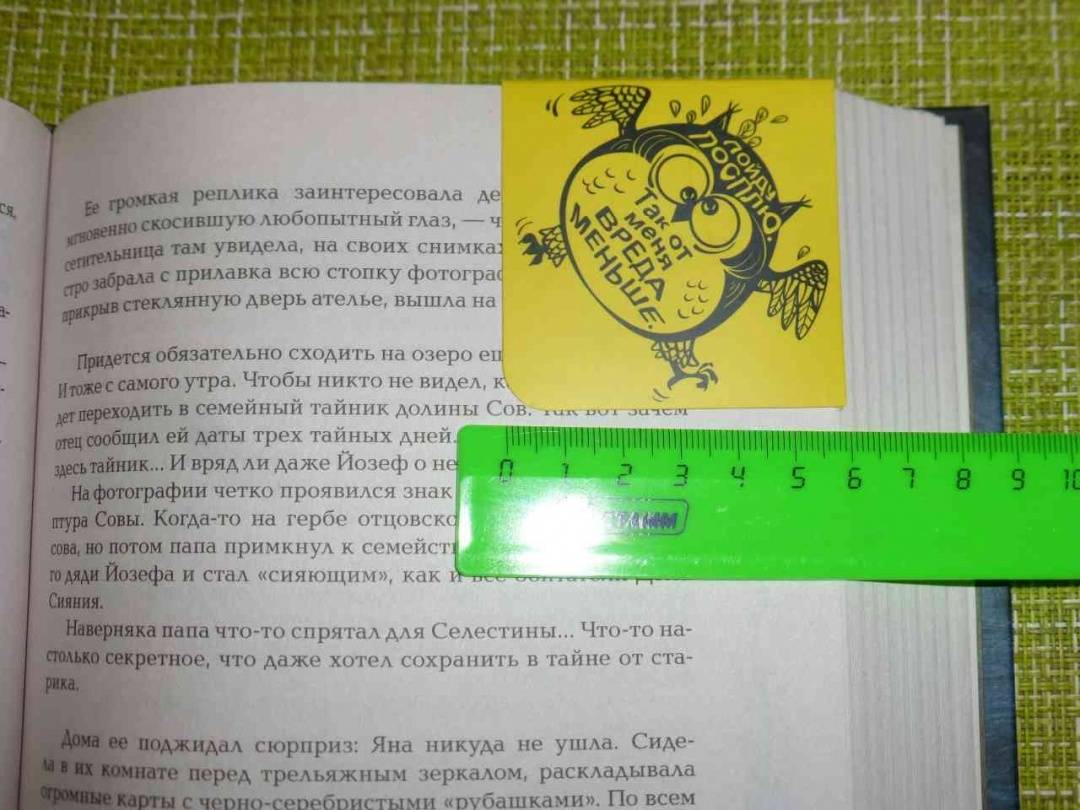 ся,
а-
Ее громкая реплика заинтересовала де
мгновенно скосившую любопытный глаз, — ч
сетительница там увидела, на своих снимках
стро забрала с прилавка всю стопку фотограф
прикрыв стеклянную дверь ателье, вышла на
Придется обязательно сходить на озеро ещ
И тоже с самого утра. Чтобы никто не видел, к
дет переходить в семейный тайник долины Сов. Так вот зачем
отец сообщил ей даты трех тайных дней.
здесь тайник... И вряд ли даже Йозеф о не
На фотографии четко проявился знак
птура Совы. Когда-то на гербе отцовско
сова, но потом папа примкнул к семейств
го дяди Йозефа и стал «сияющим», как и все обитатели
Сияния.
Наверняка папа что-то спрятал для Селестины... Что-то на-
столько секретное, что даже хотел сохранить в тайне от ста-
рика.
Дома ее поджидал сюрприз: Яна никуда не ушла. Сиде-
ла в их комнате перед трельяжным зеркалом, раскладывала
огромные карты с черно-серебристыми «рубашками». По всем
ПОЙДУ
ПОСПЛЮ.
Так от
меня
ВРЕДА
МЕНЬШЕ.
0 1 2 3 4 5 6 7 8 9 10
СТАММ